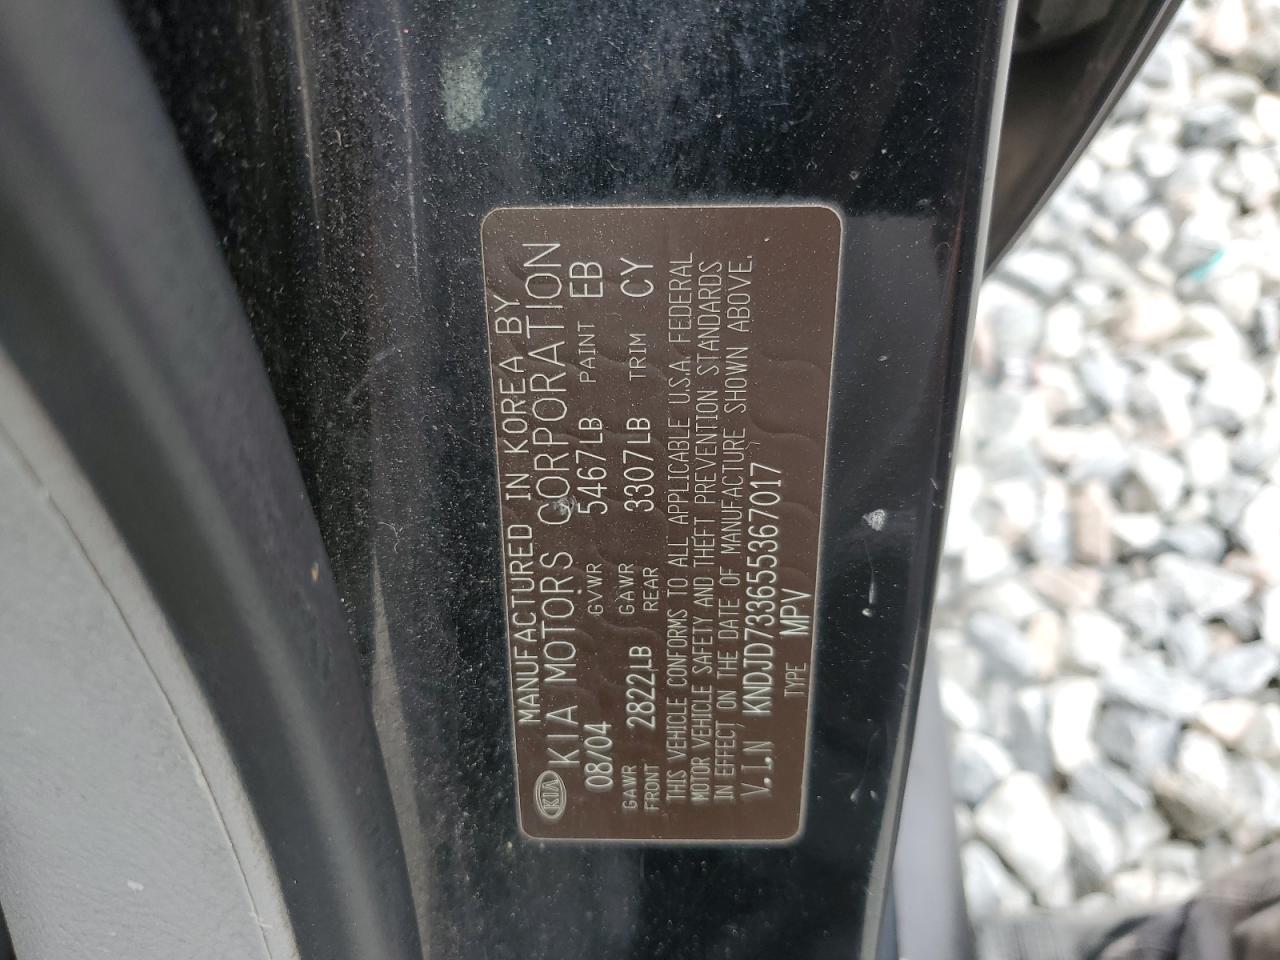 MANUFACTURED IN KOREA BY
KIA KIA MOTORS CORPORATION
08/04 GVWR 5467LB PAINT EB
GAWR FRONT 2822LB GAWR REAR 3307LB TRIM CY
THIS VEHICLE CONFORMS TO ALL APPLICABLE U.S.A. FEDERAL
MOTOR VEHICLE SAFETY AND THEFT PREVENTION STANDARDS
IN EFFECT ON THE DATE OF MANUFACTURE SHOWN ABOVE.
V.I.N KNDJD733655367017
TYPE MPV